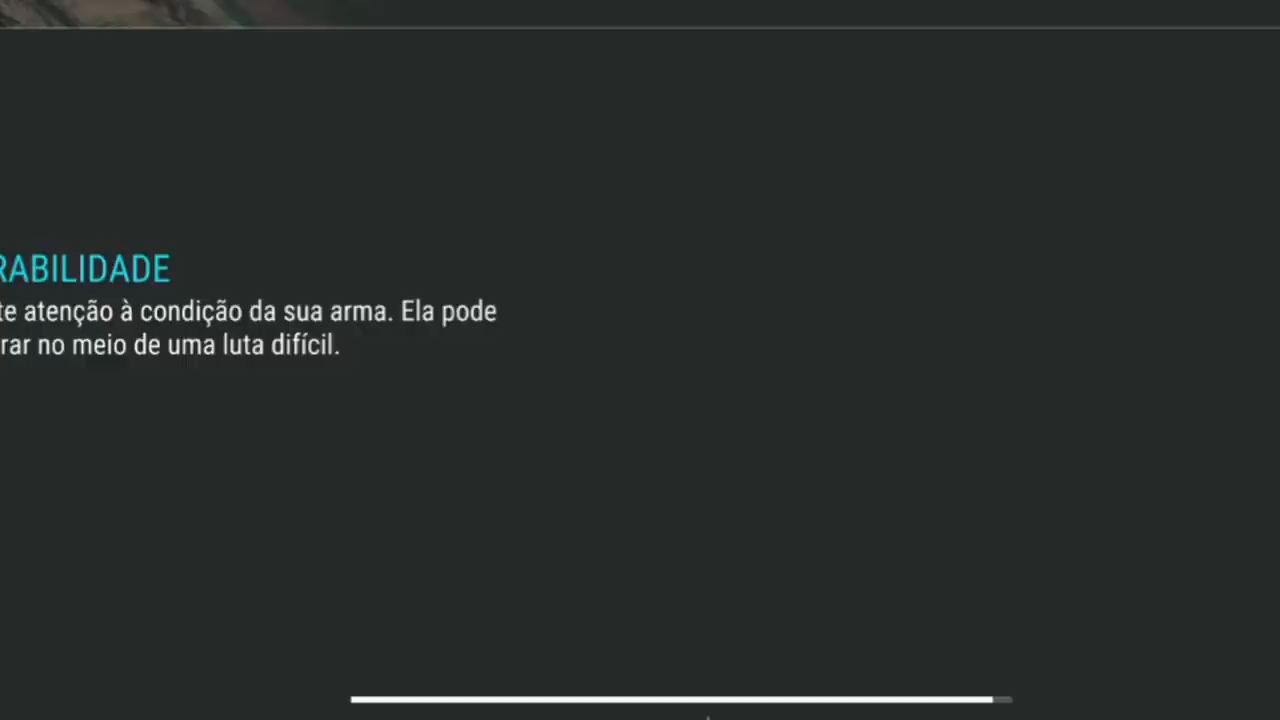 RABILIDADE
te atenção à condição da sua arma. Ela pode
rar no meio de uma luta difícil.